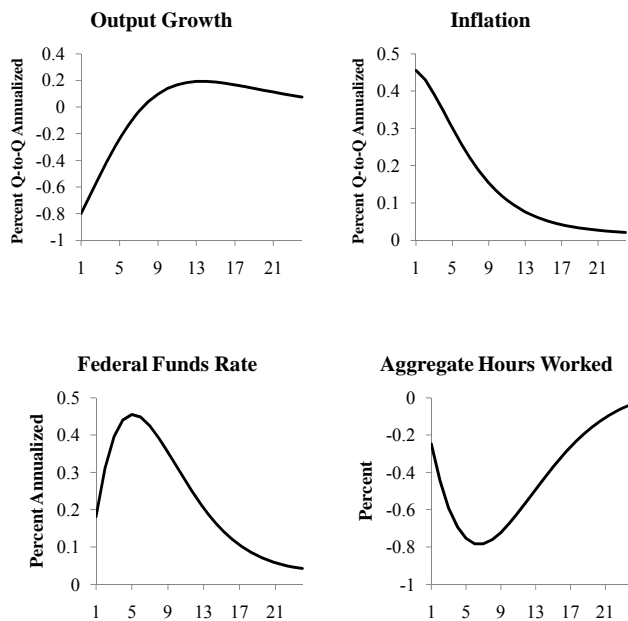 Output Growth
Percent Q-to-Q Annualized
0.4
0.2
0
-0.2
-0.4
-0.6
-0.8
-1
1 5 9 13 17 21
Inflation
Percent Q-to-Q Annualized
0.5
0.4
0.3
0.2
0.1
0
1 5 9 13 17 21
Federal Funds Rate
Percent Annualized
0.5
0.4
0.3
0.2
0.1
0
1 5 9 13 17 21
Aggregate Hours Worked
Percent
0
-0.2
-0.4
-0.6
-0.8
-1
1 5 9 13 17 21